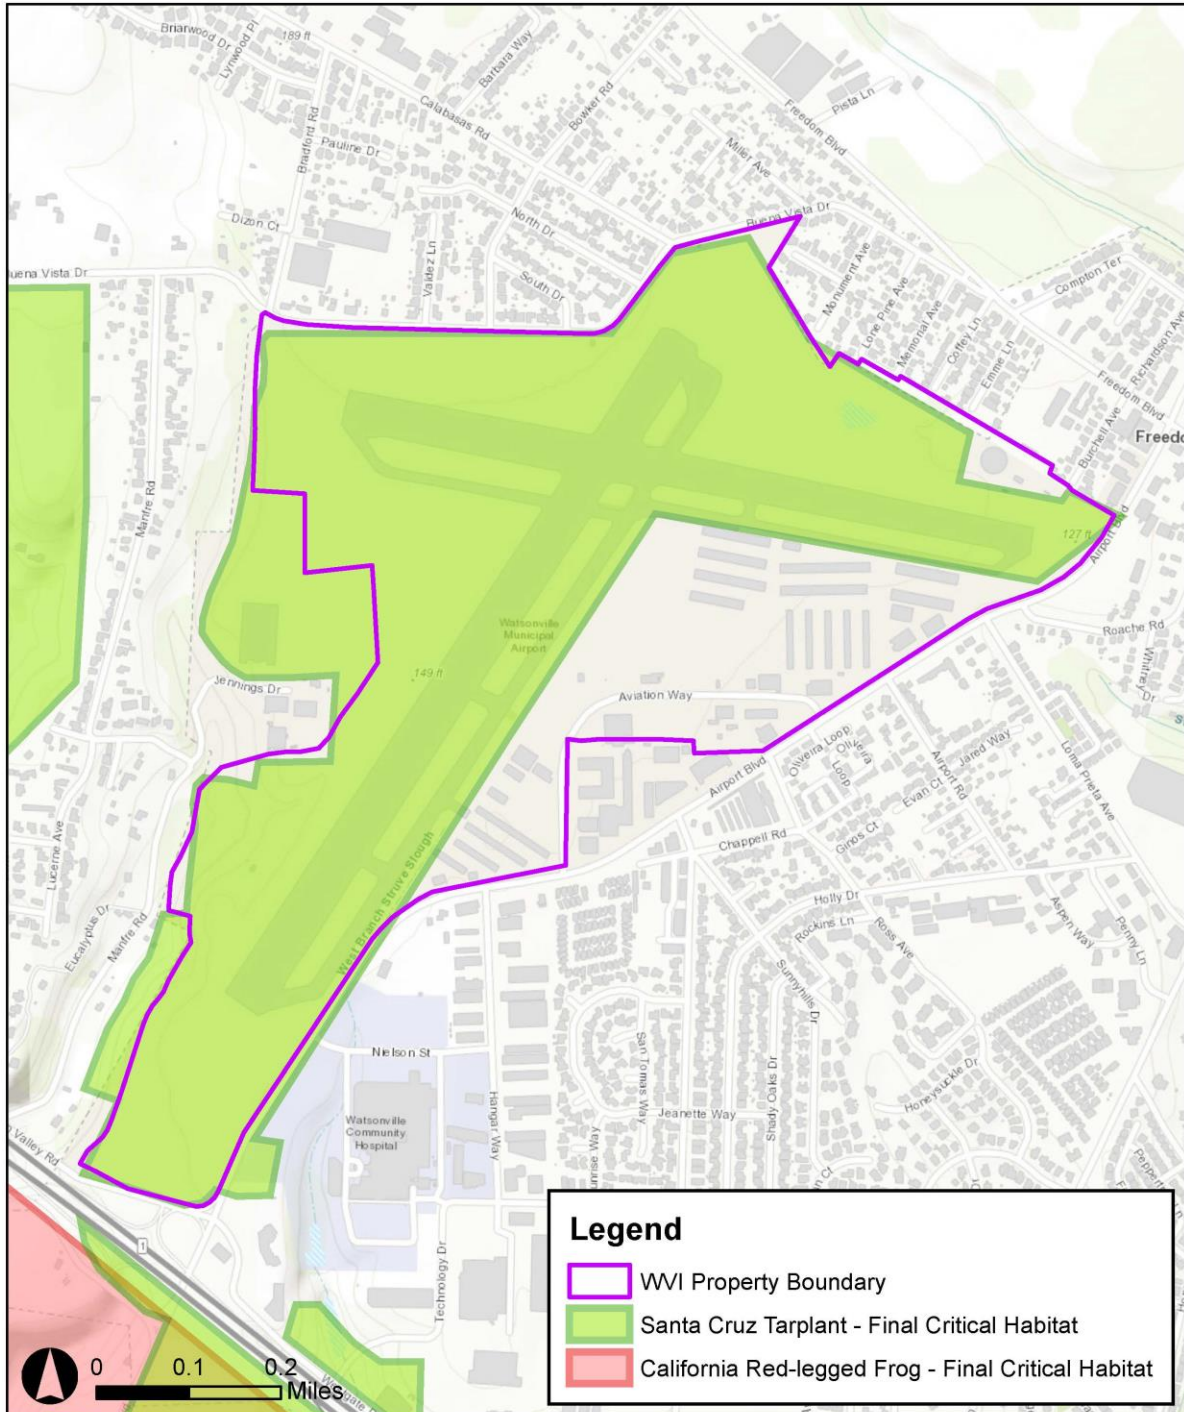 Briarwood Dr
Lynwood Pl
189 ft
Barbara Way
Calabasas Rd
Bowker Rd
Pista Ln
Freedom Blvd
Bradford Rd
Pauline Dr
Miller Ave
Dizon Ct
North Dr
Buena Vista Dr
uena Vista Dr
Valdez Ln
South Dr
Monument Ave
Lone Pine Ave
Memorial Ave
Coffey Ln
Emme Ln
Compton Ter
Richardson Ave
Freedom Blvd
Burchell Ave
Freedo
Manfre Rd
127 ft
Airport Blvd
Watsonville
Municipal
Airport
Roache Rd
Whitney
Dr
149 ft
Jennings Dr
Aviation Way
Oliveira Loop
Oliveira
Loop
Airport Blvd
Airport Rd
Jared Way
Loma Prieta Ave
Evan Ct
Ginos Ct
Chappell Rd
Lucerne Ave
West Branch Struve Slough
Eucalyptus Dr
Manfre Rd
Holly Dr
Rockins Ln
Ross Ave
Aspen Way
Penny Ln
Sunnyhills Dr
Nielson St
San Tomas Way
Shady Oaks Dr
Honeysuckle Dr
Hangar Way
Jeanette Way
Watsonville
Community
Hospital
Valley Rd
1
Technology Dr
Legend
WVI Property Boundary
Santa Cruz Tarplant - Final Critical Habitat
California Red-legged Frog - Final Critical Habitat
0 0.1 0.2
Miles